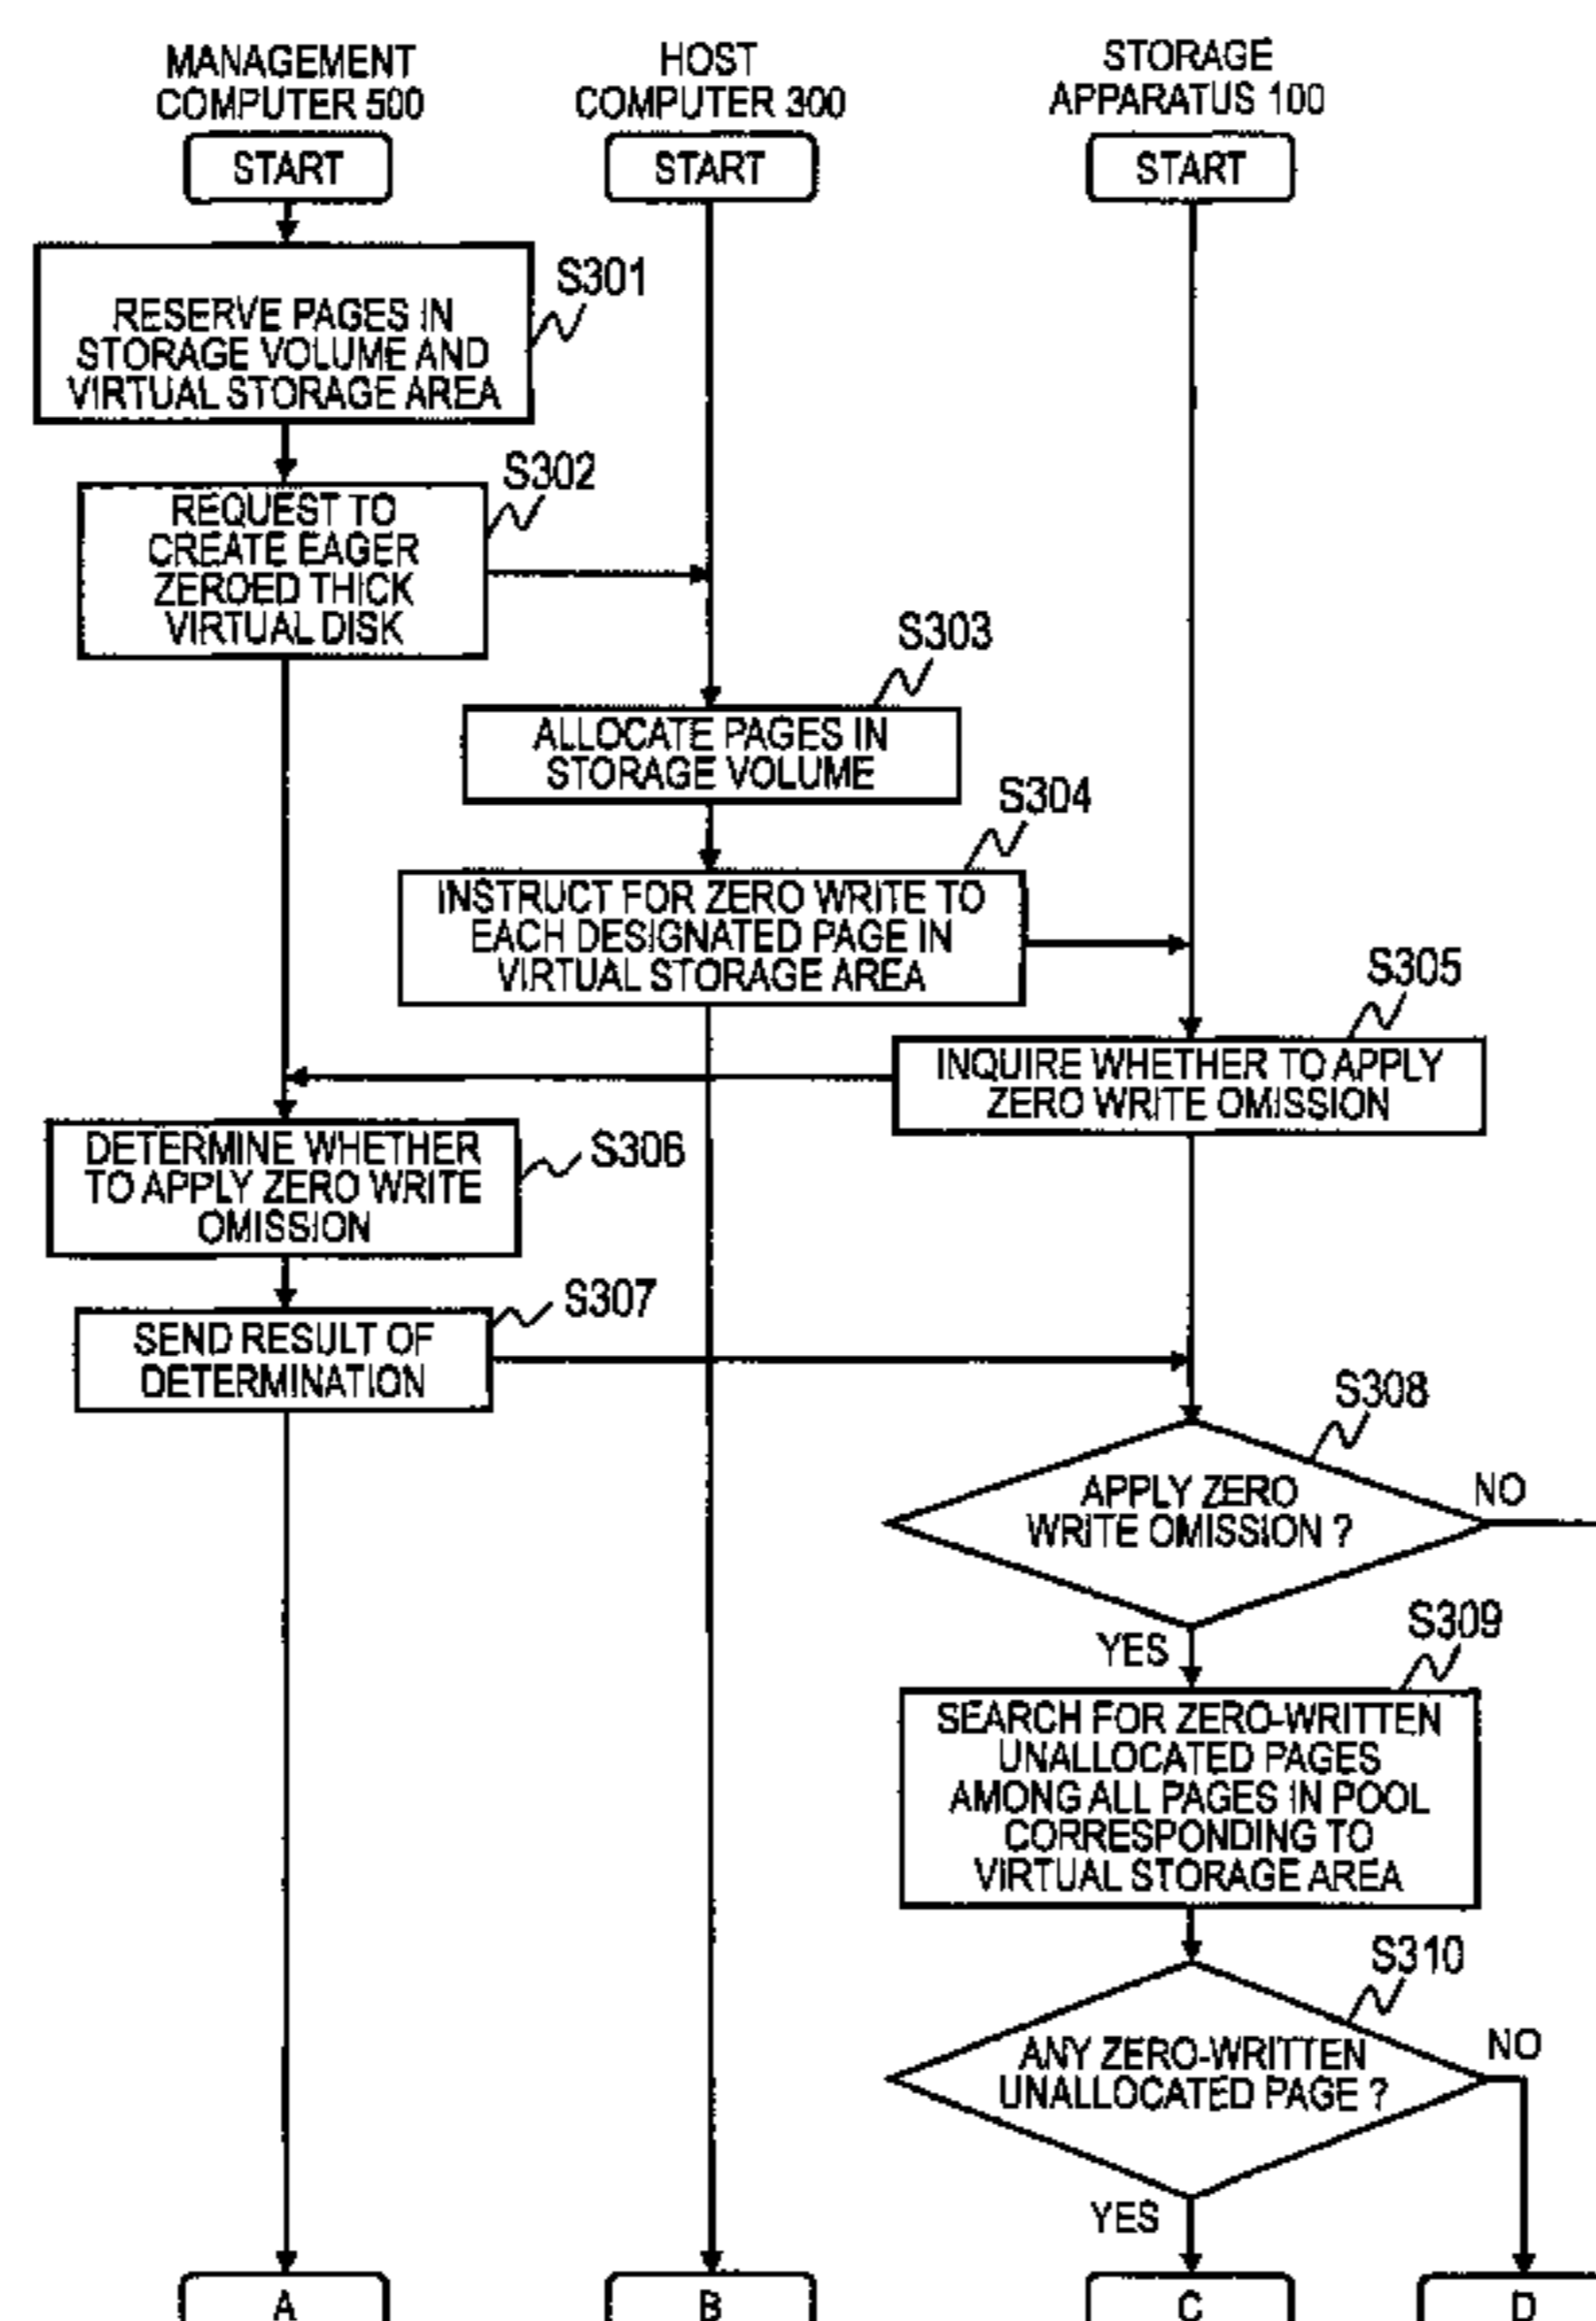 MANAGEMENT
COMPUTER 500
HOST
COMPUTER 300
STORAGE
APPARATUS 100
START
START
START
S301
RESERVE PAGES IN
STORAGE VOLUME AND
VIRTUAL STORAGE AREA
S302
REQUEST TO
CREATE EAGER
ZEROED THICK
VIRTUAL DISK
S303
ALLOCATE PAGES IN
STORAGE VOLUME
S304
INSTRUCT FOR ZERO WRITE TO
EACH DESIGNATED PAGE IN
VIRTUAL STORAGE AREA
S305
INQUIRE WHETHER TO APPLY
ZERO WRITE OMISSION
DETERMINE WHETHER
TO APPLY ZERO WRITE
OMISSION
S306
S307
SEND RESULT OF
DETERMINATION
S308
APPLY ZERO
WRITE OMISSION ?
NO
YES
S309
SEARCH FOR ZERO-WRITTEN
UNALLOCATED PAGES
AMONG ALL PAGES IN POOL
CORRESPONDING TO
VIRTUAL STORAGE AREA
S310
ANY ZERO-WRITTEN
UNALLOCATED PAGE ?
NO
YES
A
B
C
D